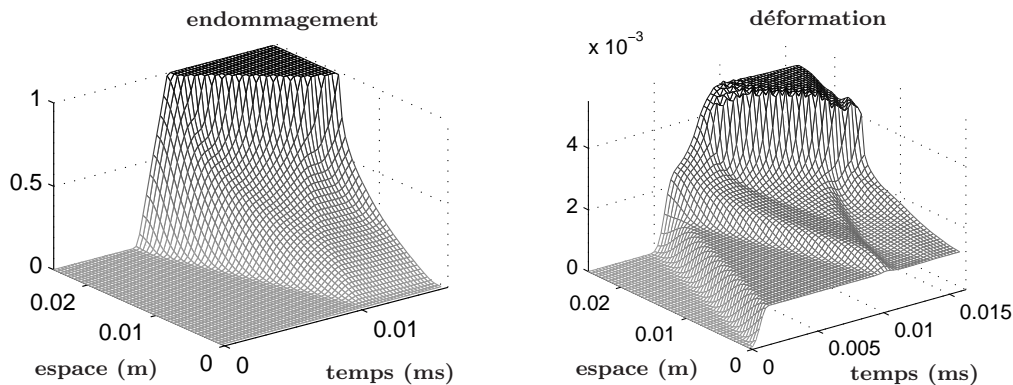 endommagement
1
0.5
0
0.02
0.01
0
0
0.01
espace (m)
temps (ms)
déformation
x 10⁻³
4
2
0
0.02
0.01
0
0
0.005
0.01
0.015
espace (m)
temps (ms)